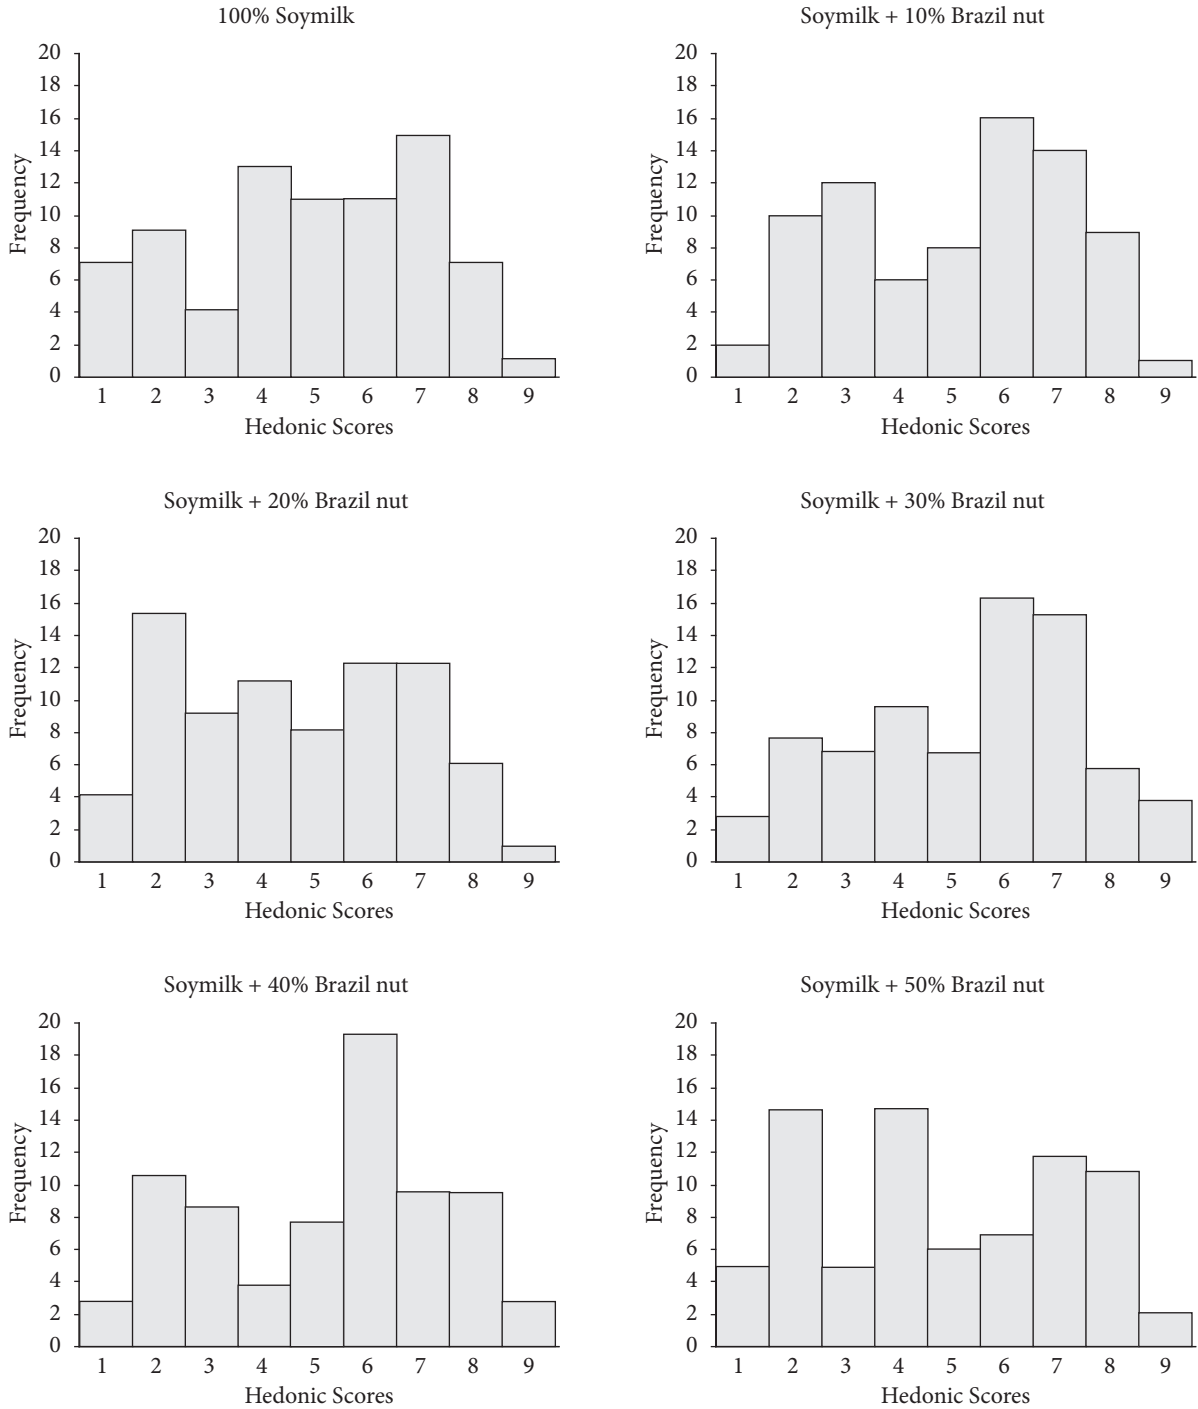 100% Soymilk
20
18
16
14
12
10
8
6
4
2
0
Frequency
1 2 3 4 5 6 7 8 9
Hedonic Scores
Soymilk + 10% Brazil nut
20
18
16
14
12
10
8
6
4
2
0
Frequency
1 2 3 4 5 6 7 8 9
Hedonic Scores
Soymilk + 20% Brazil nut
20
18
16
14
12
10
8
6
4
2
0
Frequency
1 2 3 4 5 6 7 8 9
Hedonic Scores
Soymilk + 30% Brazil nut
20
18
16
14
12
10
8
6
4
2
0
Frequency
1 2 3 4 5 6 7 8 9
Hedonic Scores
Soymilk + 40% Brazil nut
20
18
16
14
12
10
8
6
4
2
0
Frequency
1 2 3 4 5 6 7 8 9
Hedonic Scores
Soymilk + 50% Brazil nut
20
18
16
14
12
10
8
6
4
2
0
Frequency
1 2 3 4 5 6 7 8 9
Hedonic Scores